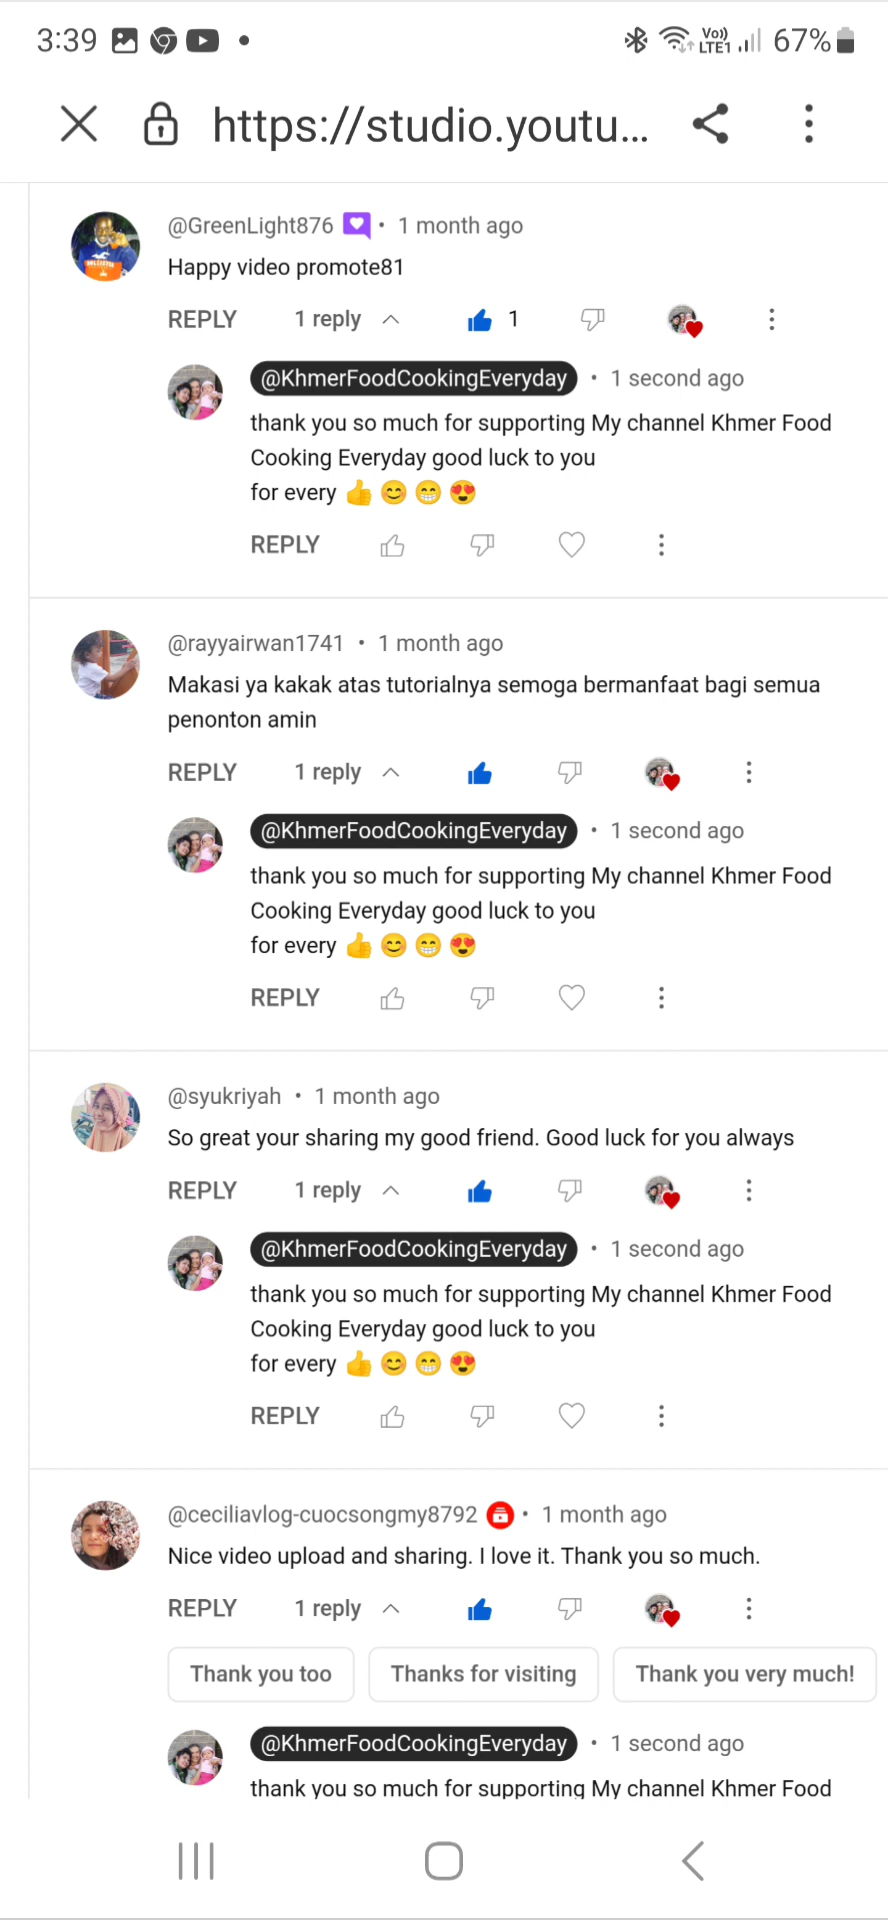 3:39
Vo)) LTE1 67%
https://studio.youtu...
@GreenLight876 • 1 month ago
Happy video promote81
REPLY 1 reply 1
@KhmerFoodCookingEveryday • 1 second ago
thank you so much for supporting My channel Khmer Food
Cooking Everyday good luck to you
for every 👍 😊 😁 😍
REPLY
@rayyairwan1741 • 1 month ago
Makasi ya kakak atas tutorialnya semoga bermanfaat bagi semua
penonton amin
REPLY 1 reply
@KhmerFoodCookingEveryday • 1 second ago
thank you so much for supporting My channel Khmer Food
Cooking Everyday good luck to you
for every 👍 😊 😁 😍
REPLY
@syukriyah • 1 month ago
So great your sharing my good friend. Good luck for you always
REPLY 1 reply
@KhmerFoodCookingEveryday • 1 second ago
thank you so much for supporting My channel Khmer Food
Cooking Everyday good luck to you
for every 👍 😊 😁 😍
REPLY
@ceciliavlog-cuocsongmy8792 • 1 month ago
Nice video upload and sharing. I love it. Thank you so much.
REPLY 1 reply
Thank you too Thanks for visiting Thank you very much!
@KhmerFoodCookingEveryday • 1 second ago
thank you so much for supporting My channel Khmer Food